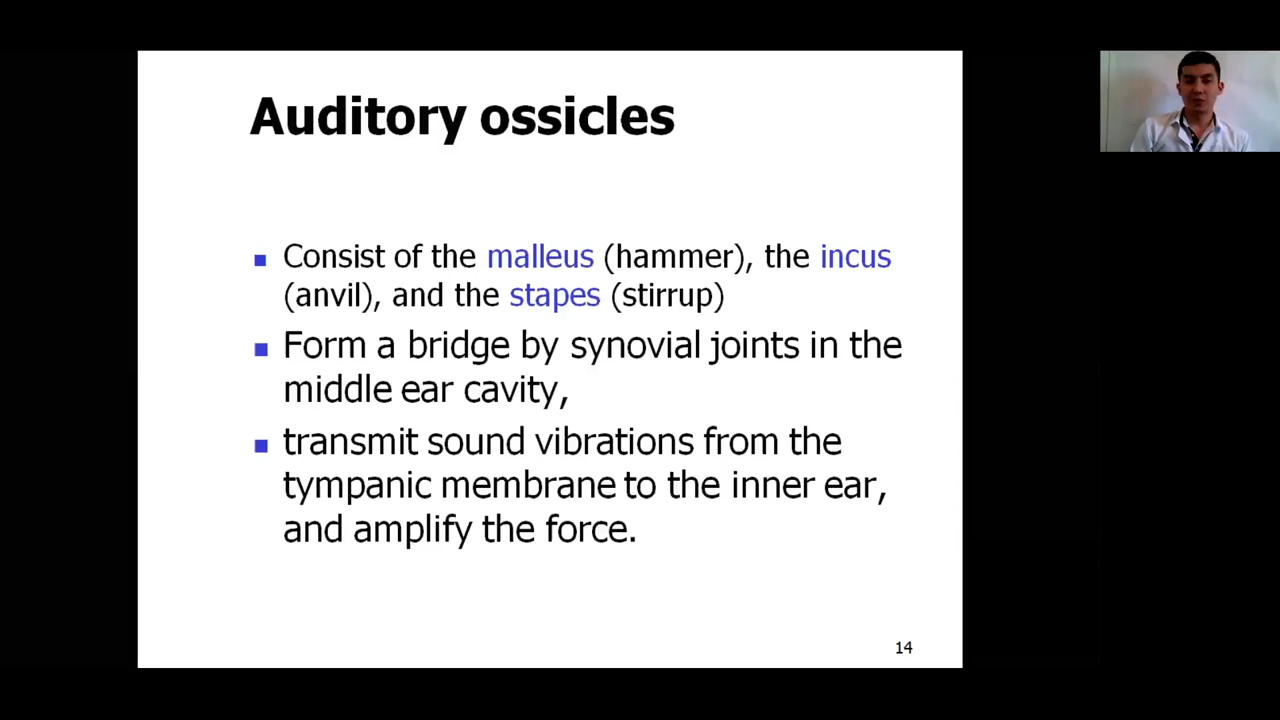 Auditory ossicles
Consist of the malleus (hammer), the incus
(anvil), and the stapes (stirrup)
Form a bridge by synovial joints in the
middle ear cavity,
transmit sound vibrations from the
tympanic membrane to the inner ear,
and amplify the force.
14